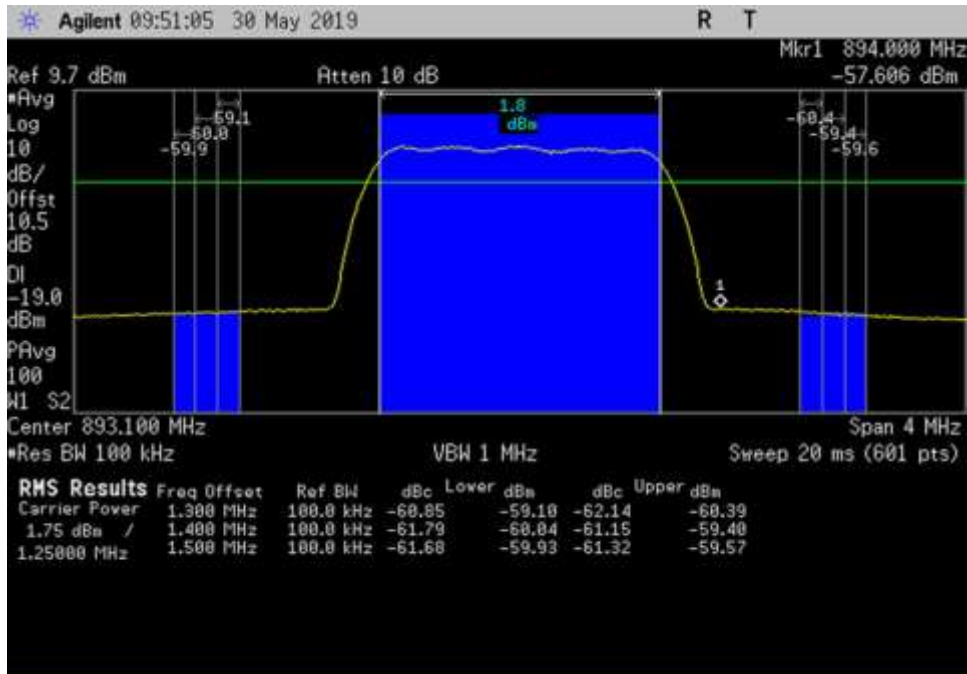 Agilent 09:51:05 30 May 2019 R T
Mkr1 894.000 MHz
Ref 9.7 dBm Atten 10 dB -57.606 dBm
#Avg
Log
10
dB/
Offst
10.5
dB
DI
-19.0
dBm
PAvg
100
W1 S2
1.8
dBm
-59.1
-60.0
-59.9
-60.4
-59.4
-59.6
1
Center 893.100 MHz Span 4 MHz
#Res BW 100 kHz VBW 1 MHz Sweep 20 ms (601 pts)
RMS Results Freq Offset Ref BW dBc Lower dBm dBc Upper dBm
Carrier Power 1.300 MHz 100.0 kHz -60.85 -59.10 -62.14 -60.39
1.75 dBm / 1.400 MHz 100.0 kHz -61.79 -60.04 -61.15 -59.40
1.25000 MHz 1.500 MHz 100.0 kHz -61.68 -59.93 -61.32 -59.57